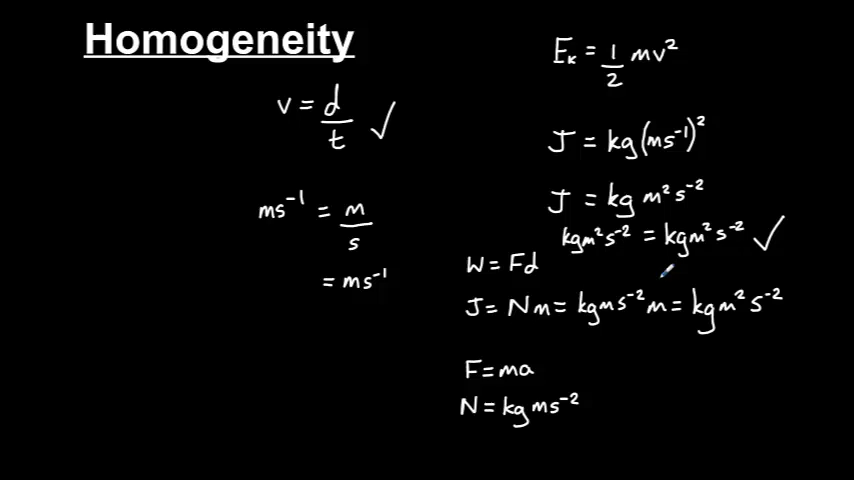 Homogeneity
v = d/t ✓
ms⁻¹ = m/s
= ms⁻¹
Eₖ = 1/2 mv²
J = kg(ms⁻¹)²
J = kg m²s⁻²
kgm²s⁻² = kgm²s⁻² ✓
W = Fd
J = Nm = kgms⁻²m = kgm²s⁻²
F = ma
N = kgms⁻²